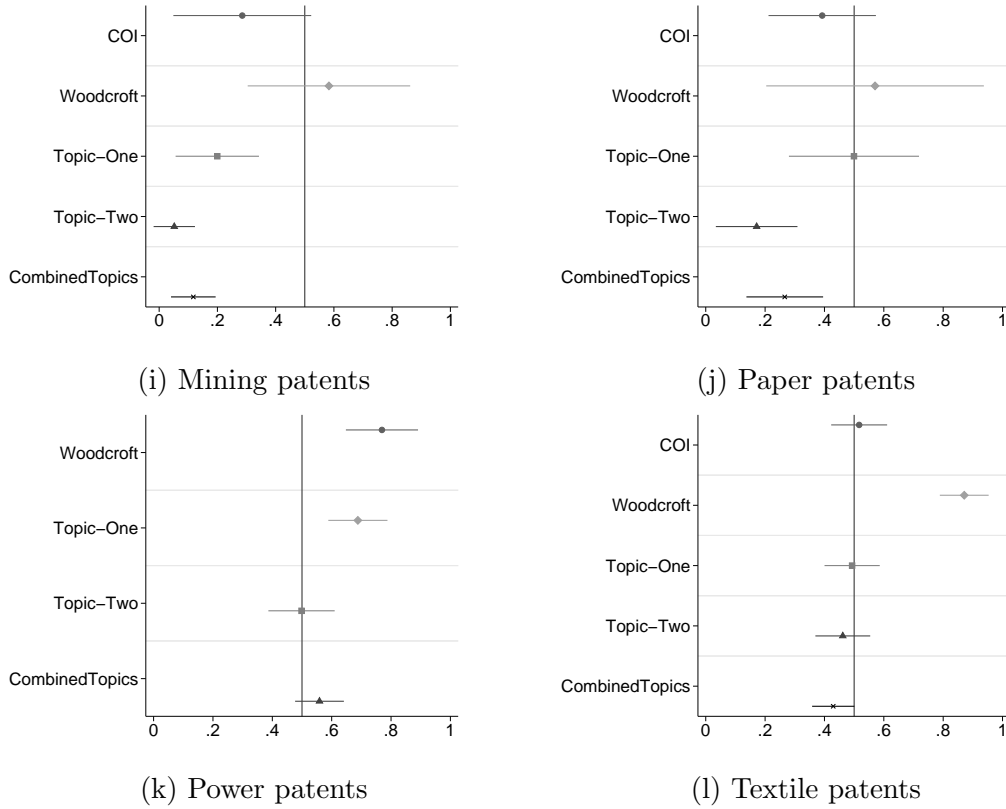 COI
Woodcroft
Topic−One
Topic−Two
CombinedTopics
0 .2 .4 .6 .8 1
(i) Mining patents
COI
Woodcroft
Topic−One
Topic−Two
CombinedTopics
0 .2 .4 .6 .8 1
(j) Paper patents
Woodcroft
Topic−One
Topic−Two
CombinedTopics
0 .2 .4 .6 .8 1
(k) Power patents
COI
Woodcroft
Topic−One
Topic−Two
CombinedTopics
0 .2 .4 .6 .8 1
(l) Textile patents